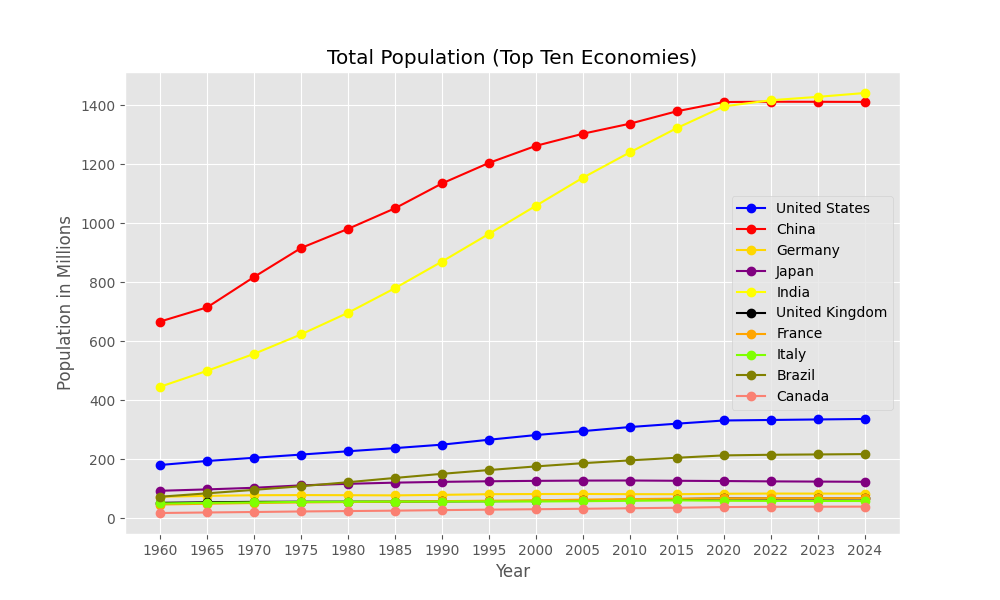 Total Population (Top Ten Economies)
1400
1200
1000
800
600
400
200
0
Population in Millions
United States
China
Germany
Japan
India
United Kingdom
France
Italy
Brazil
Canada
1960 1965 1970 1975 1980 1985 1990 1995 2000 2005 2010 2015 2020 2022 2023 2024
Year